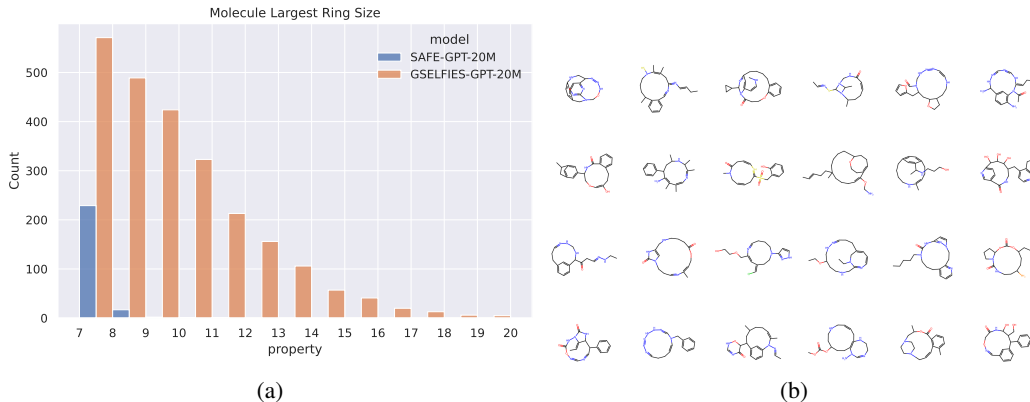 Molecule Largest Ring Size
model
SAFE-GPT-20M
GSELFIES-GPT-20M
Count
500
400
300
200
100
0
7 8 9 10 11 12 13 14 15 16 17 18 19 20
property
(a) (b)